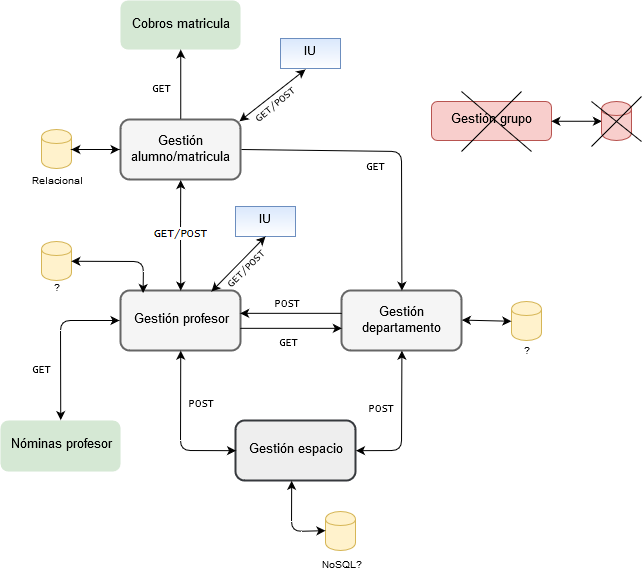 Cobros matricula
IU
GET
GET/POST
Gestión grupo
Gestión
alumno/matricula
Relacional
GET
GET/POST
IU
GET/POST
?
Gestión profesor
POST
GET
Gestión
departamento
?
GET
POST
POST
Nóminas profesor
Gestión espacio
NoSQL?